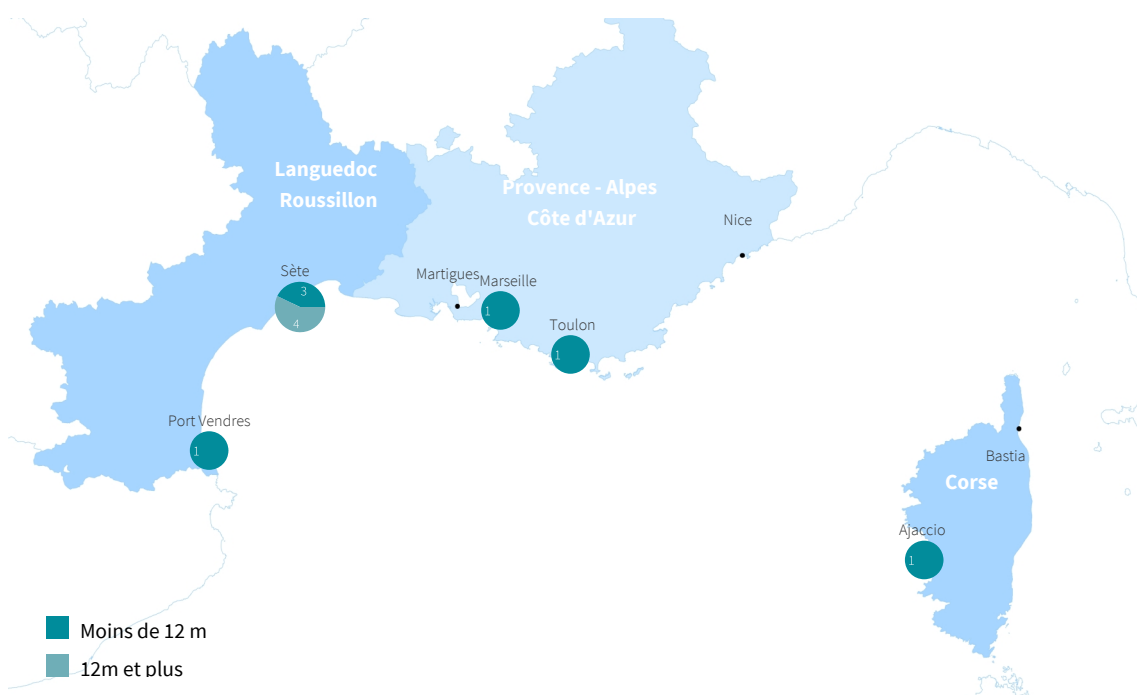 Languedoc
Roussillon
Provence - Alpes
Côte d'Azur
Nice
Sète
3
4
Martigues
Marseille
1
Toulon
1
Port Vendres
1
Bastia
Corse
Ajaccio
1
Moins de 12 m
12m et plus